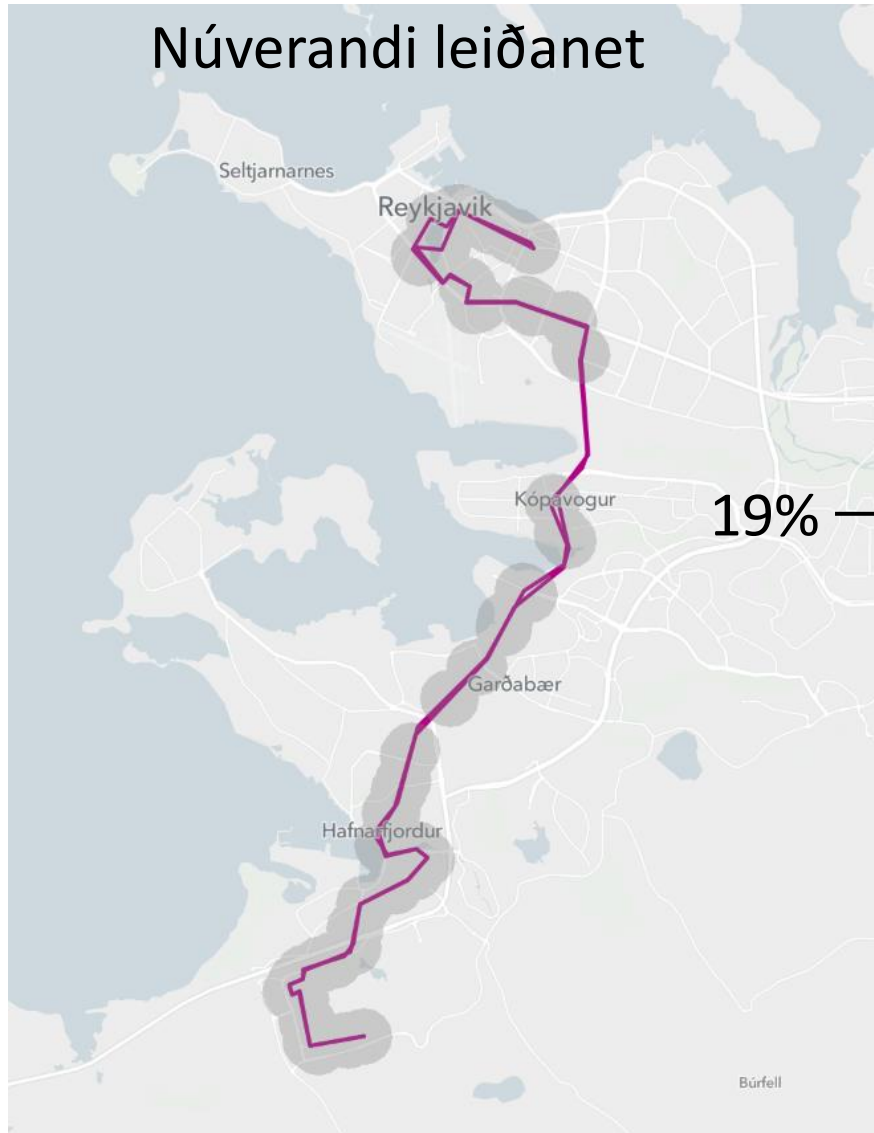 Núverandi leiðanet
Seltjarnarnes
Reykjavik
Kópavogur
19%
Garðabær
Hafnarfjordur
Búrfell